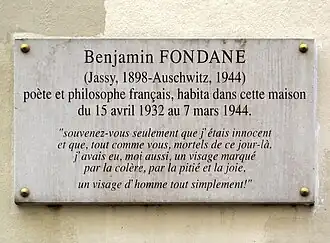 Benjamin FONDANE
(Jassy, 1898-Auschwitz, 1944)
poète et philosophe français, habita dans cette maison
du 15 avril 1932 au 7 mars 1944.
"souvenez-vous seulement que j'étais innocent
et que, tout comme vous, mortels de ce jour-là,
j'avais eu, moi aussi, un visage marqué
par la colère, par la pitié et la joie,
un visage d'homme tout simplement!"